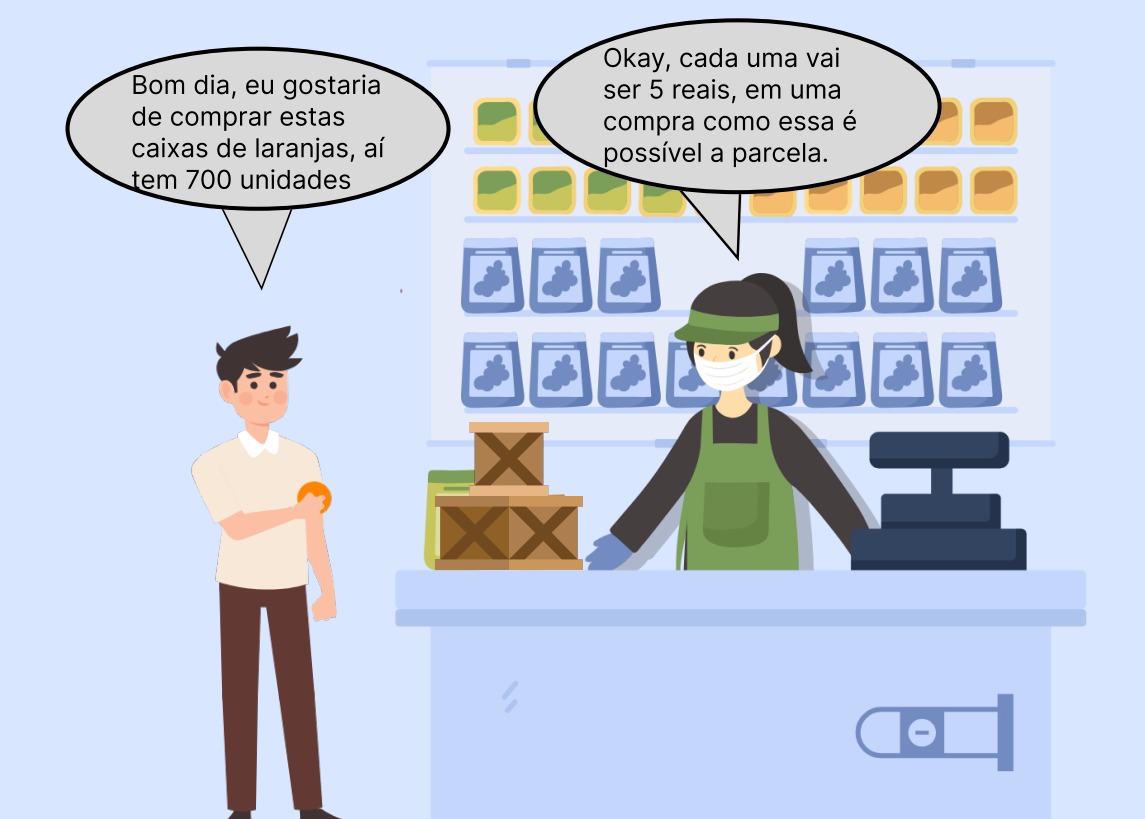 Bom dia, eu gostaria
de comprar estas
caixas de laranjas, aí
tem 700 unidades
Okay, cada uma vai
ser 5 reais, em uma
compra como essa é
possível a parcela.